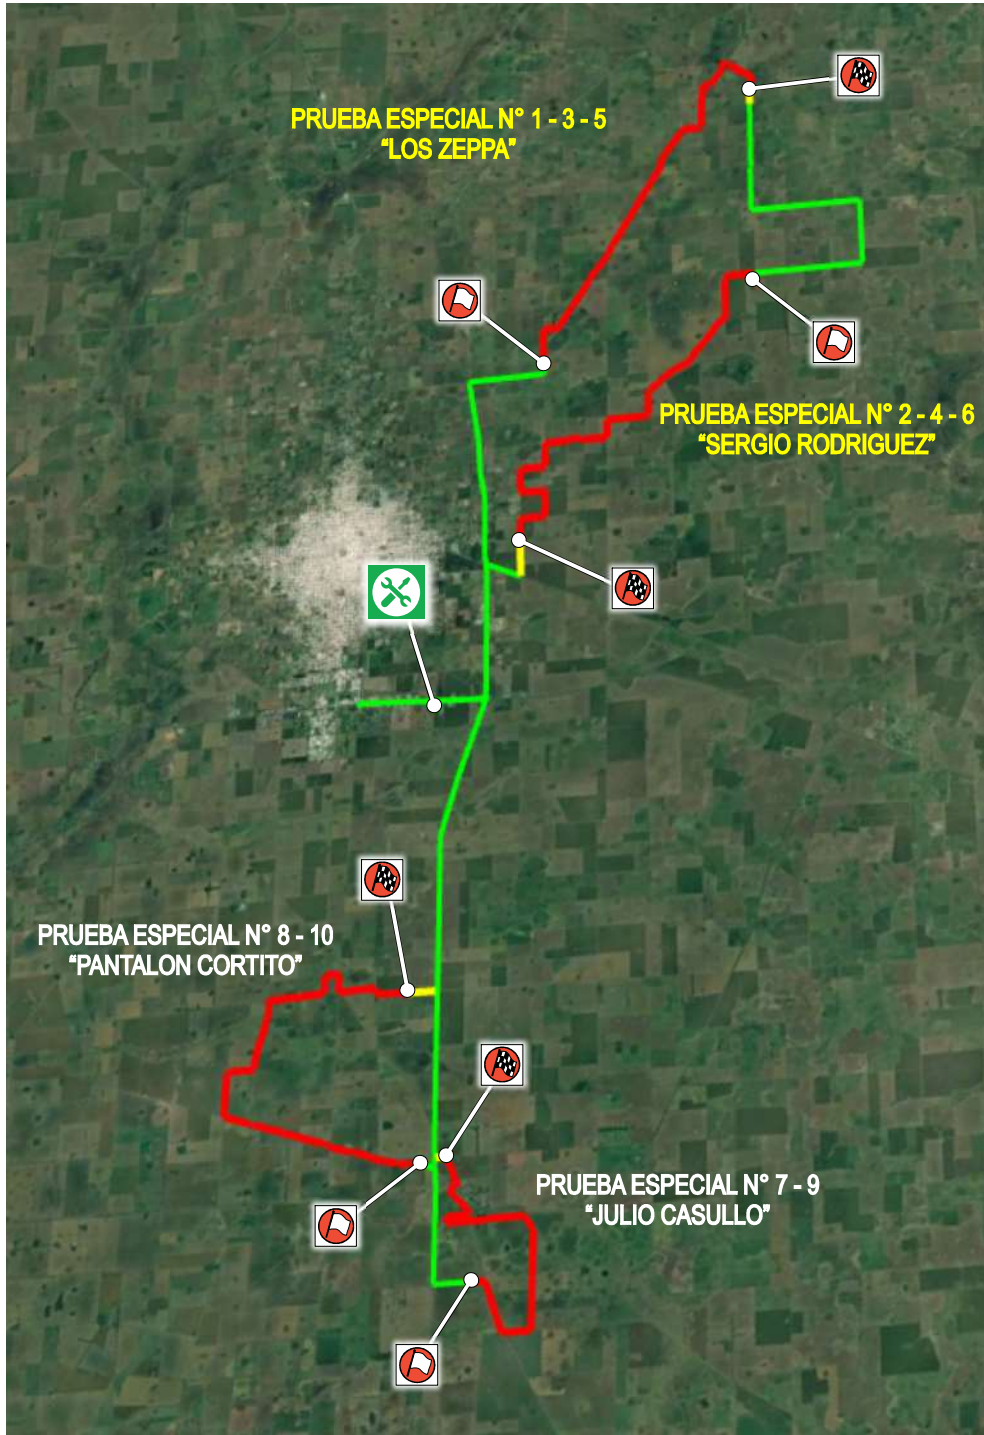 PRUEBA ESPECIAL N° 1 - 3 - 5
“LOS ZEPPA”
PRUEBA ESPECIAL N° 2 - 4 - 6
“SERGIO RODRIGUEZ”
PRUEBA ESPECIAL N° 8 - 10
“PANTALON CORTITO”
PRUEBA ESPECIAL N° 7 - 9
“JULIO CASULLO”